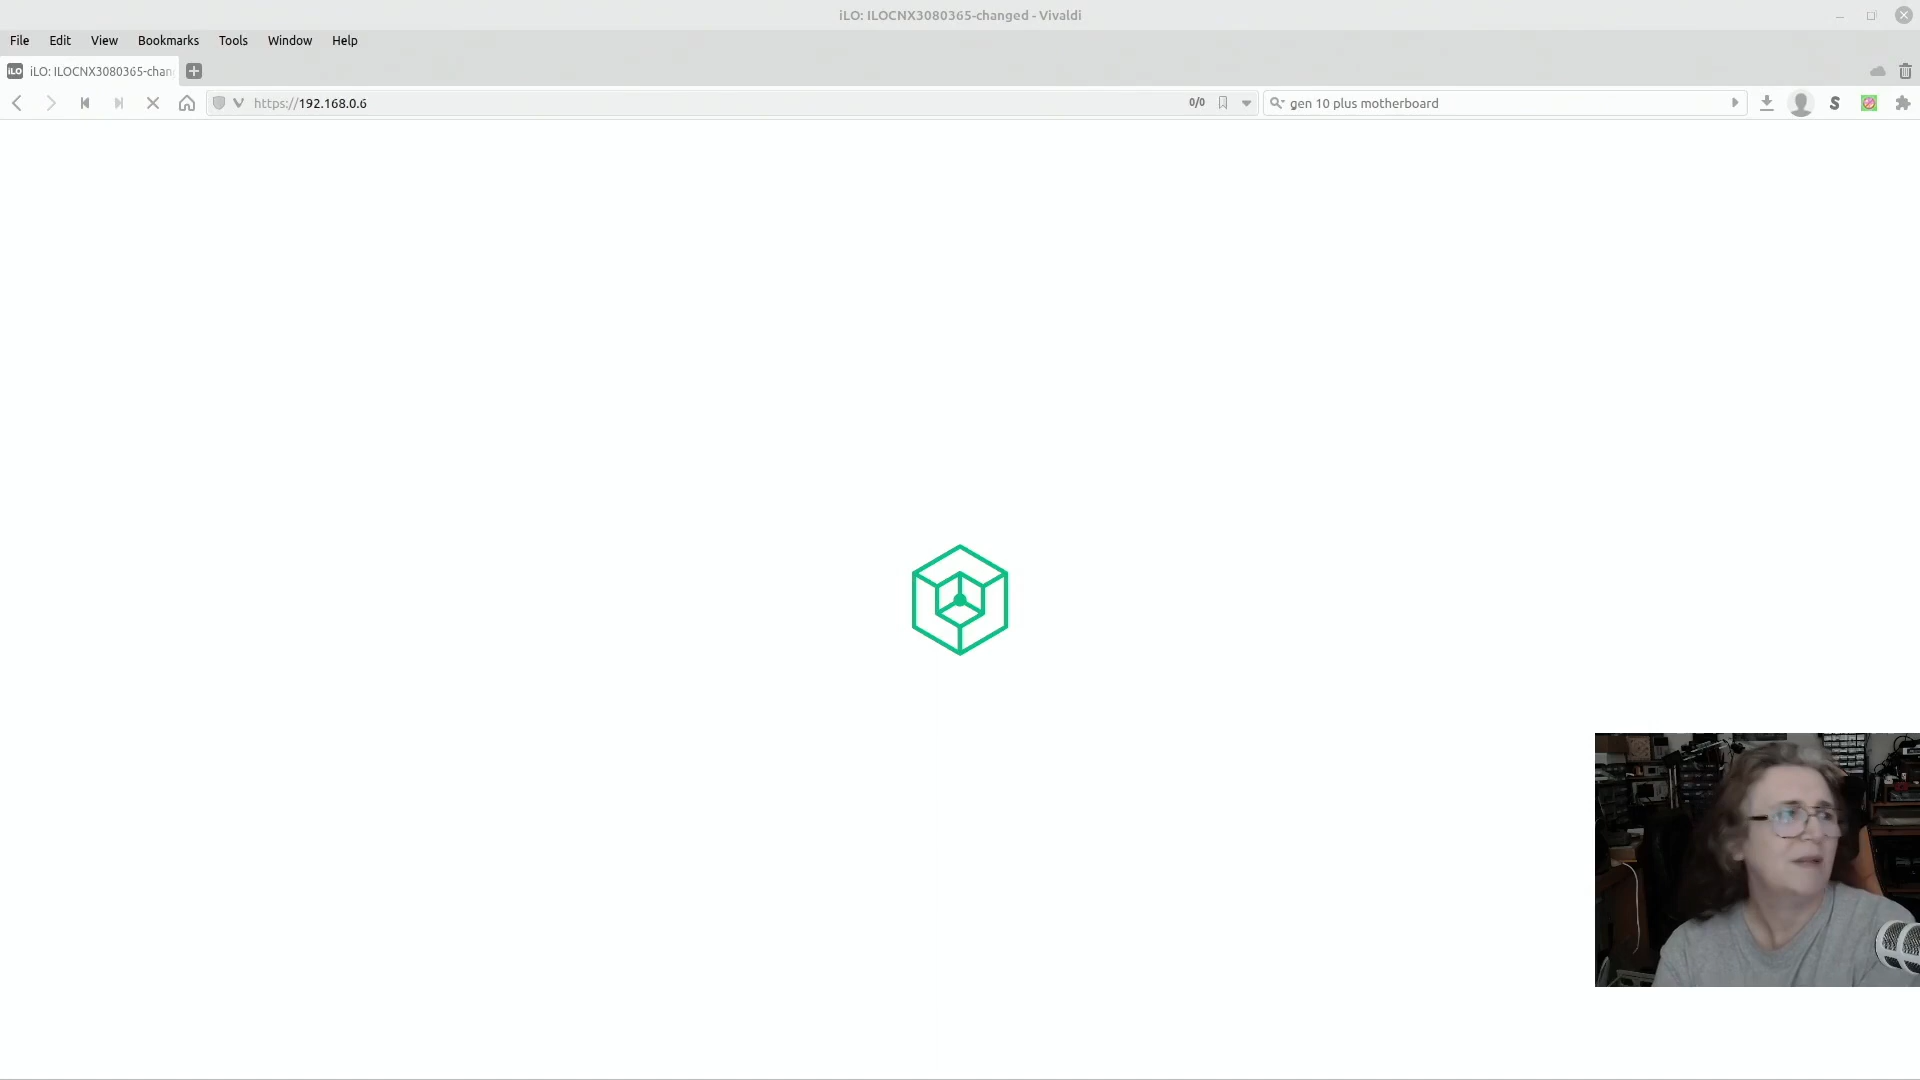 iLO: ILOCNX3080365-changed - Vivaldi
File Edit View Bookmarks Tools Window Help
iLO iLO: ILOCNX3080365-chan
https://192.168.0.6 0/0 gen 10 plus motherboard S